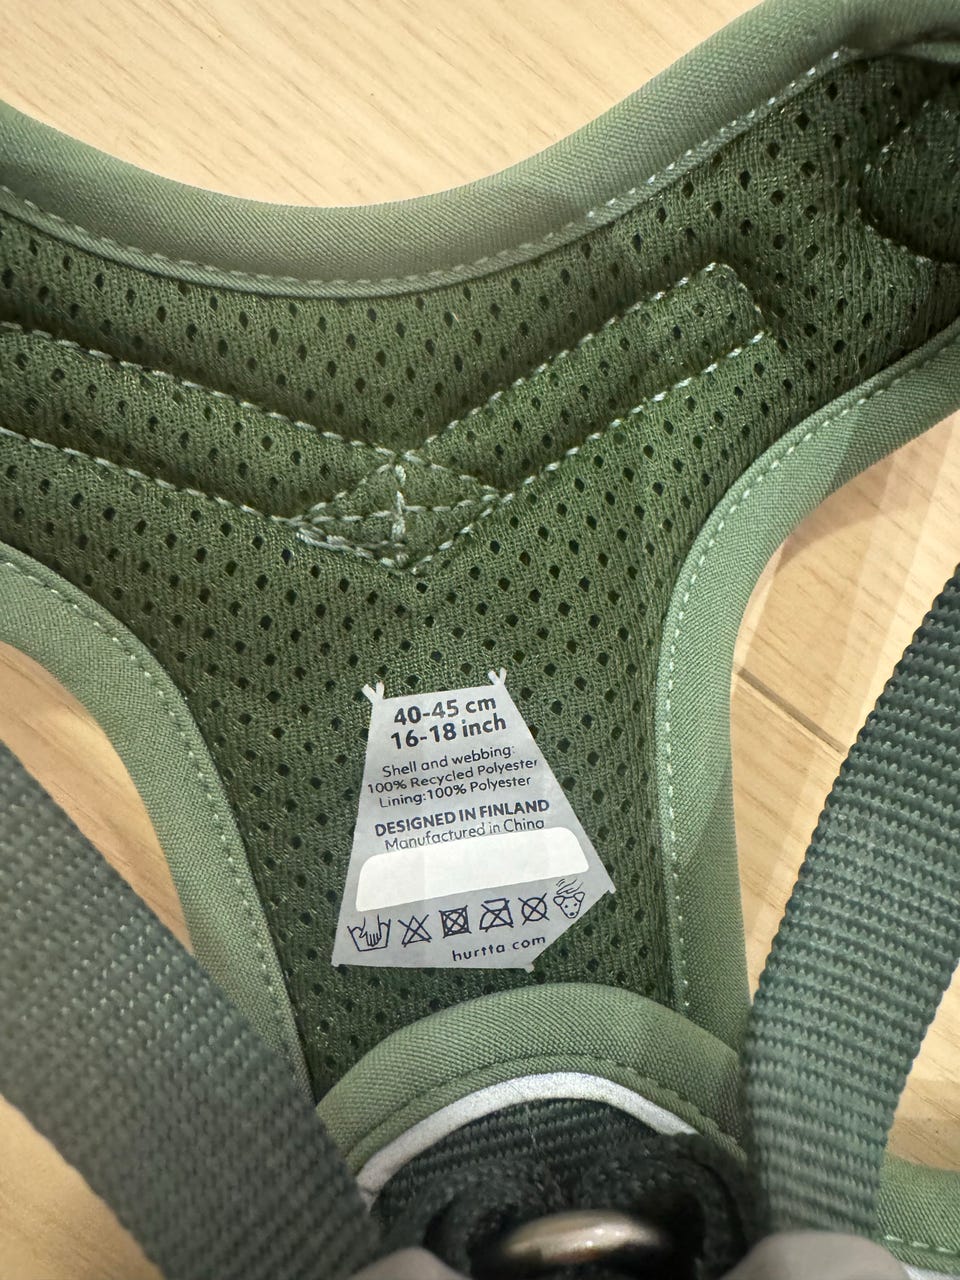 40-45 cm
16-18 inch
Shell and webbing:
100% Recycled Polyester
Lining:100% Polyester
DESIGNED IN FINLAND
Manufactured in China
hurtta.com